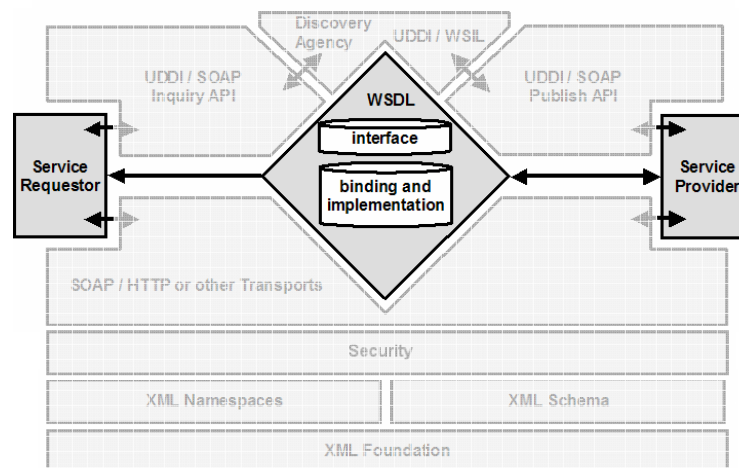 Discovery
Agency
UDDI / WSIL
UDDI / SOAP
Inquiry API
UDDI / SOAP
Publish API
WSDL
interface
Service
Requestor
binding and
implementation
Service
Provider
SOAP / HTTP or other Transports
Security
XML Namespaces
XML Schema
XML Foundation